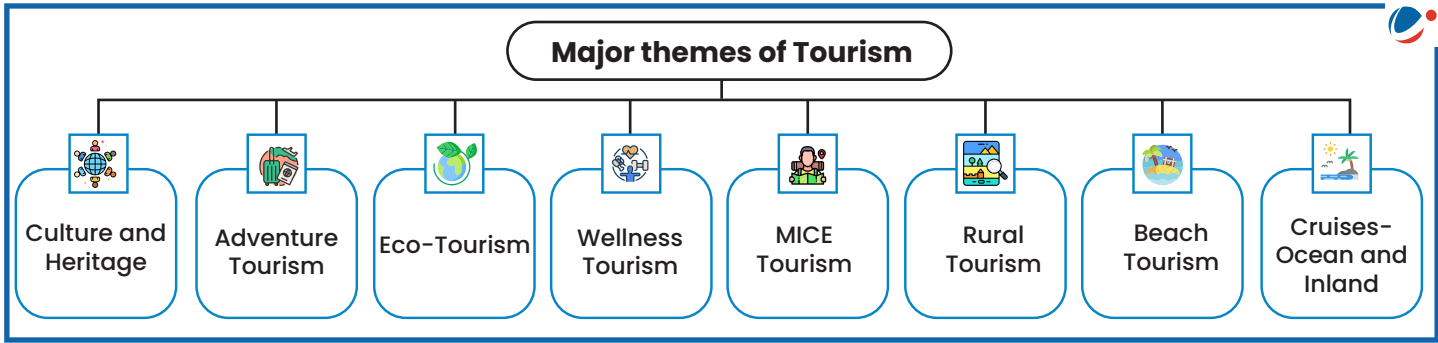 Major themes of Tourism
Culture and
Heritage
Adventure
Tourism
Eco-Tourism
Wellness
Tourism
MICE
Tourism
Rural
Tourism
Beach
Tourism
Cruises-
Ocean and
Inland